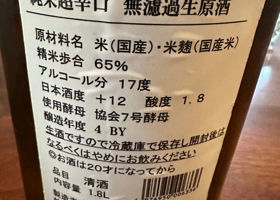 純米超辛口 無濾過生原酒
原材料名 米(国産)・米麹(国産米)
精米歩合 65%
アルコール分 17度
日本酒度 +12 酸度 1.8
使用酵母 協会7号酵母
醸造年度 4 BY
生酒ですので冷蔵庫で保存し開封後は
なるべくはやめにお飲みください
◎お酒は20才になってから
品目 清酒
内容量 1.8L